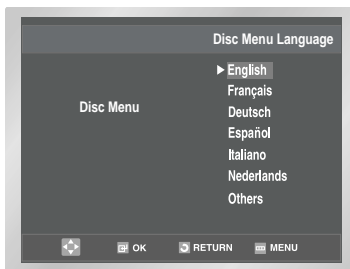 Disc Menu Language
Disc Menu
English
Français
Deutsch
Español
Italiano
Nederlands
Others
OK RETURN MENU